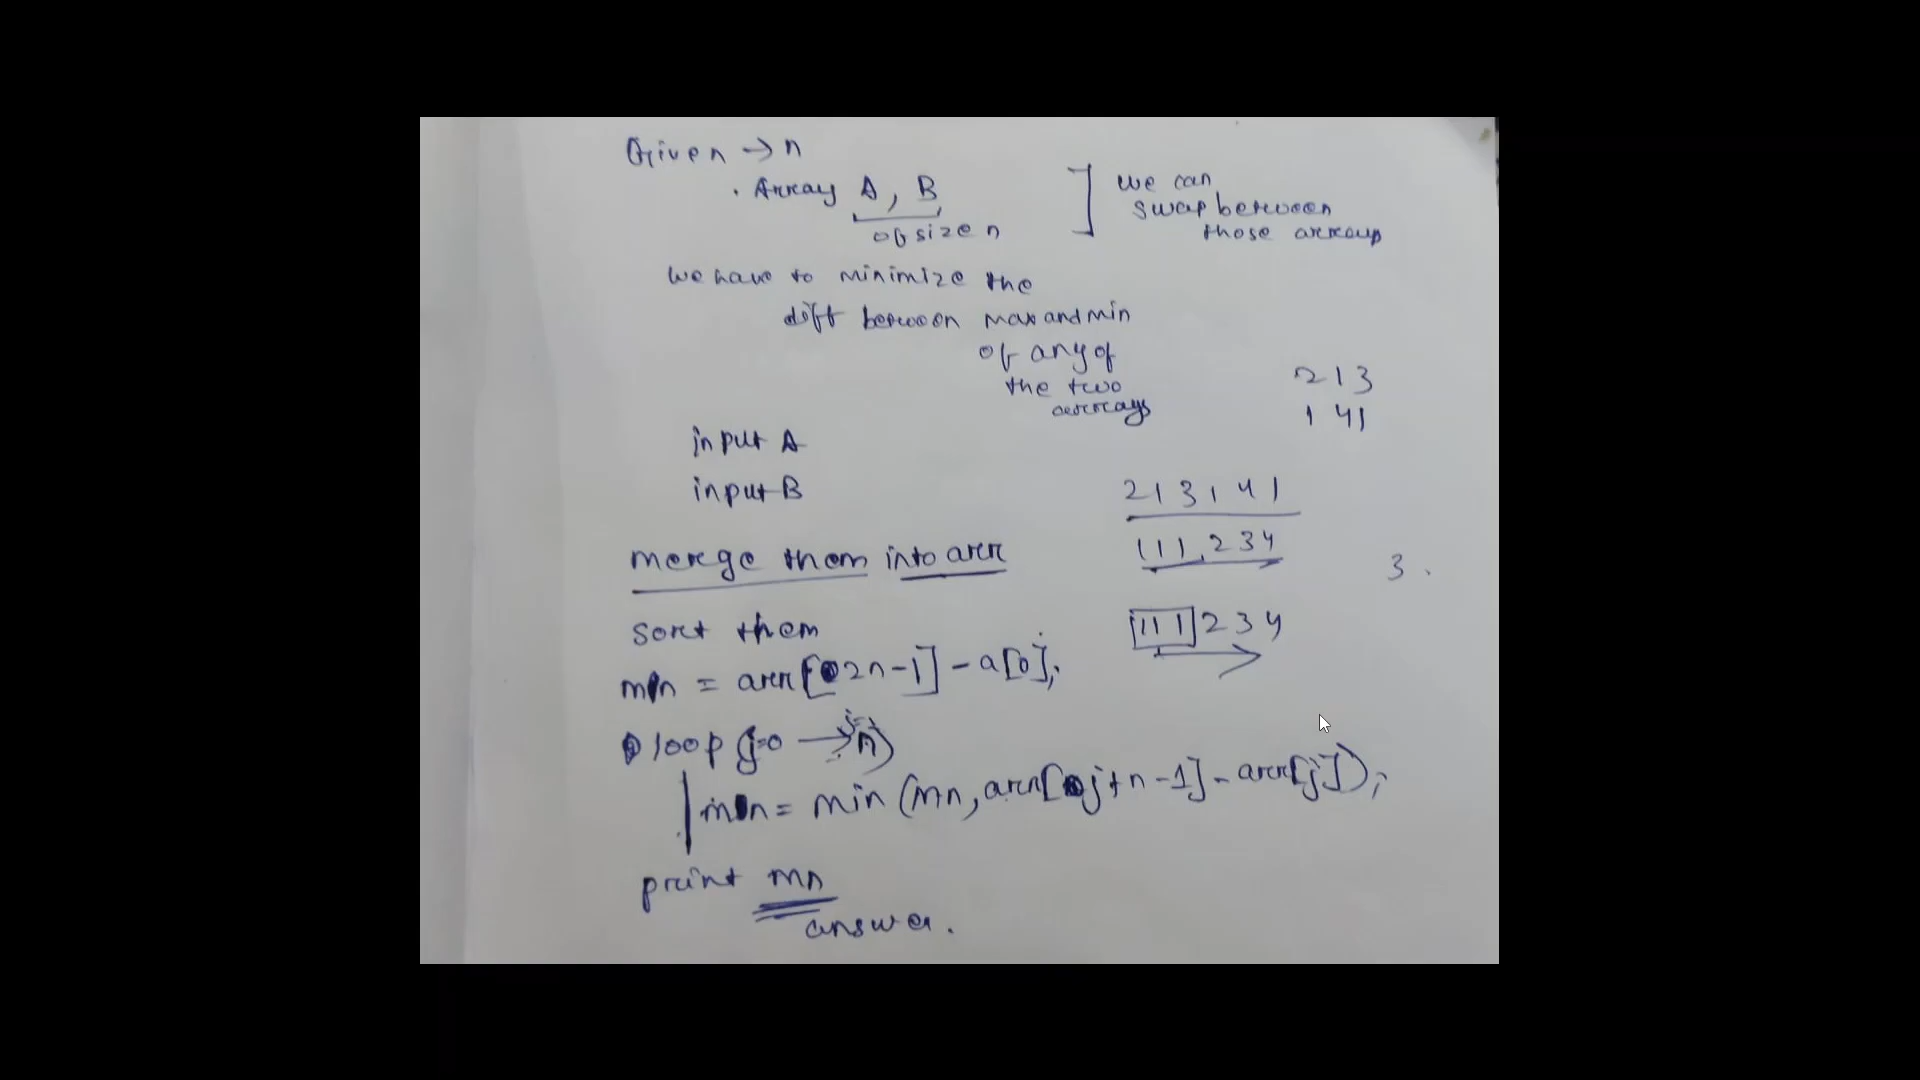 Given → n
. Array A, B ] we can
swap between
of size n those arrays
we have to minimize the
diff between max and min
of any of
the two
arrays
2 1 3
1 4 1
input A
input B
2 1 3 1 4 1
merge them into arr
1 1 1 2 3 4
3 .
sort them
1 1 1 2 3 4
mn = arr[2n-1] - a[0];
loop (j=0 → n)
mn = min (mn, arr[j+n-1] - arr[j]);
print mn
answer.